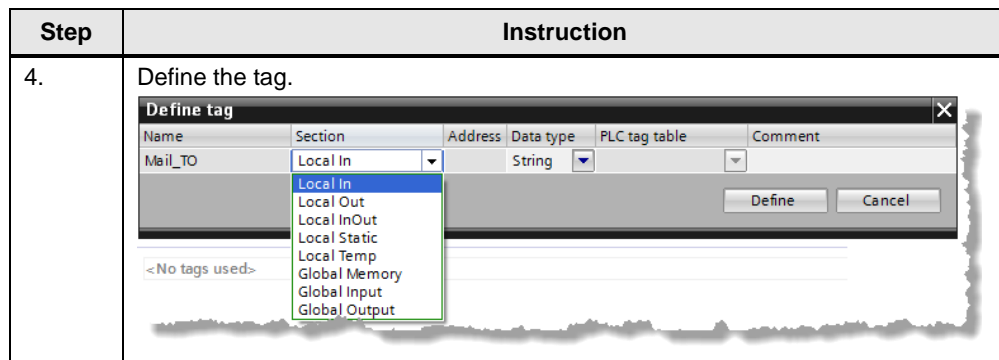 Step Instruction
4. Define the tag.
Define tag X
Name Section Address Data type PLC tag table Comment
Mail_TO Local In String
Local In
Local Out
Local InOut
Local Static
Local Temp
Global Memory
Global Input
Global Output
Define Cancel
<No tags used>